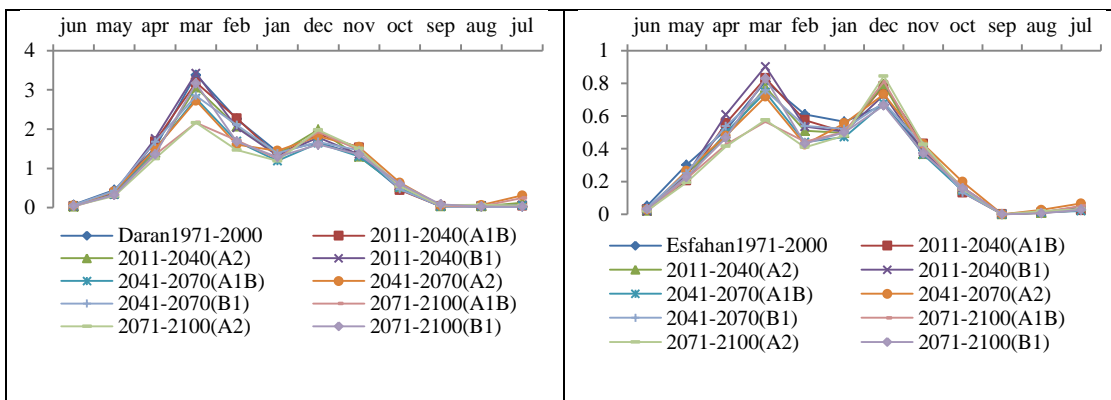 jun may apr mar feb jan dec nov oct sep aug jul
4
3
2
1
0
Daran1971-2000 2011-2040(A1B)
2011-2040(A2) 2011-2040(B1)
2041-2070(A1B) 2041-2070(A2)
2041-2070(B1) 2071-2100(A1B)
2071-2100(A2) 2071-2100(B1)
jun may apr mar feb jan dec nov oct sep aug jul
1
0.8
0.6
0.4
0.2
0
Esfahan1971-2000 2011-2040(A1B)
2011-2040(A2) 2011-2040(B1)
2041-2070(A1B) 2041-2070(A2)
2041-2070(B1) 2071-2100(A1B)
2071-2100(A2) 2071-2100(B1)